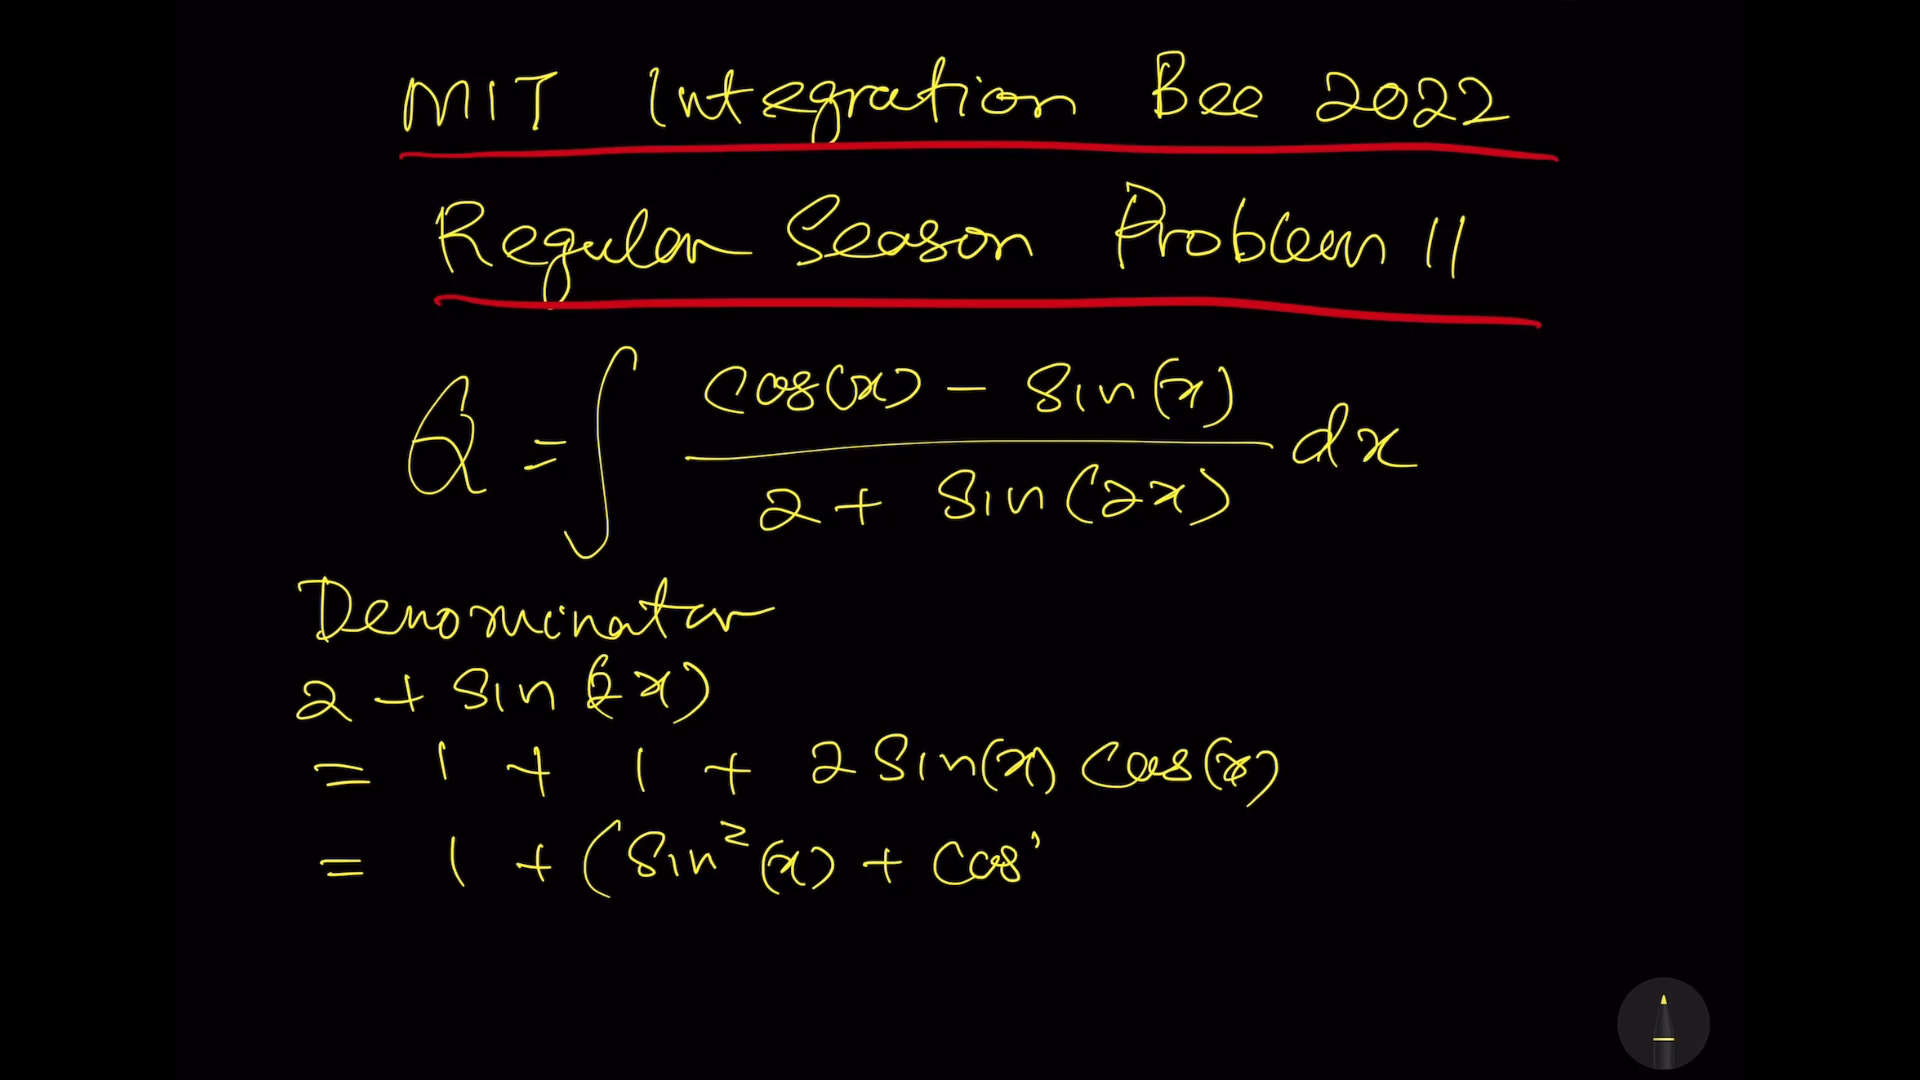 MIT Integration Bee 2022
Regular Season Problem 11
Q = ∫ (cos(x) - sin(x)) / (2 + sin(2x)) dx
Denominator
2 + sin(2x)
= 1 + 1 + 2 sin(x) cos(x)
= 1 + (sin²(x) + cos